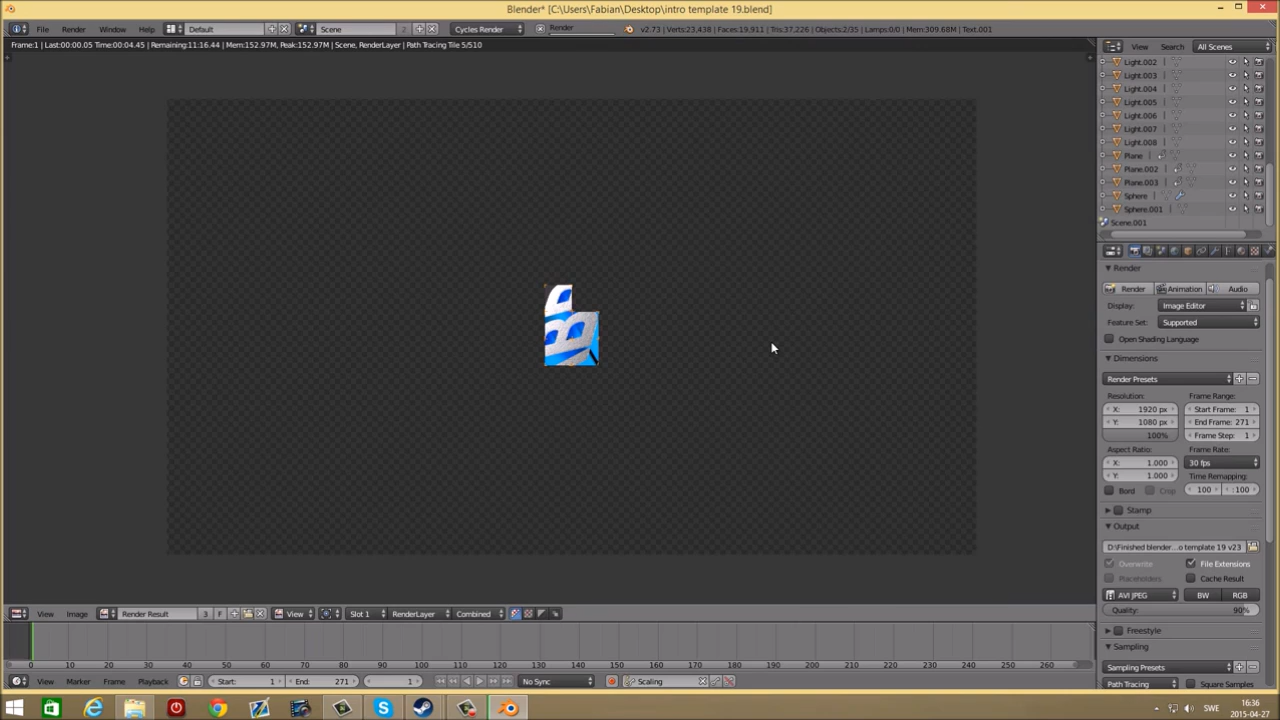 Blender* [C:\Users\Fabian\Desktop\intro template 19.blend]
File Render Window Help Default Scene 2 Cycles Render Render v2.73 | Verts:23,438 | Faces:19,911 | Tris:37,226 | Objects:2/35 | Lamps:0/0 | Mem:309.68M | Text.001
Frame:1 | Last:00:00.05 Time:00:04.45 | Remaining:11:16.44 | Mem:152.97M, Peak:152.97M | Scene, RenderLayer | Path Tracing Tile 5/510
View Search All Scenes
Light.002
Light.003
Light.004
Light.005
Light.006
Light.007
Light.008
Plane
Plane.002
Plane.003
Sphere
Sphere.001
Scene.001
Render
Render Animation Audio
Display: Image Editor
Feature Set: Supported
Open Shading Language
Dimensions
Render Presets
Resolution: Frame Range:
X: 1920 px Start Frame: 1
Y: 1080 px End Frame: 271
100% Frame Step: 1
Aspect Ratio: Frame Rate:
X: 1.000 30 fps
Y: 1.000 Time Remapping:
Bord Crop 100 : 100
Stamp
Output
D:\Finished blender...o template 19 v23
Overwrite File Extensions
Placeholders Cache Result
AVI JPEG BW RGB
Quality: 90%
Freestyle
Sampling
Sampling Presets
Path Tracing Square Samples
B
View Image Render Result 3 F View Slot 1 RenderLayer Combined
0 10 20 30 40 50 60 70 80 90 100 110 120 130 140 150 160 170 180 190 200 210 220 230 240 250 260
View Marker Frame Playback Start: 1 End: 271 1 No Sync Scaling
SWE 16:36
2015-04-27